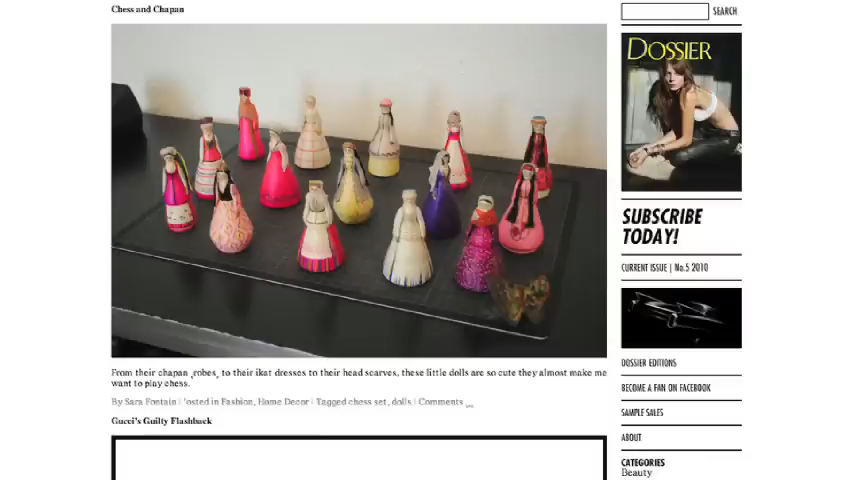 Chess and Chapan
From their chapan robes, to their ikat dresses to their head scarves, these little dolls are so cute they almost make me
want to play chess.
By Sara Fontain | Posted in Fashion, Home Decor | Tagged chess set, dolls | Comments
Gucci's Guilty Flashback
SEARCH
DOSSIER
SUBSCRIBE
TODAY!
CURRENT ISSUE | No.5 2010
DOSSIER EDITIONS
BECOME A FAN ON FACEBOOK
SAMPLE SALES
ABOUT
CATEGORIES
Beauty